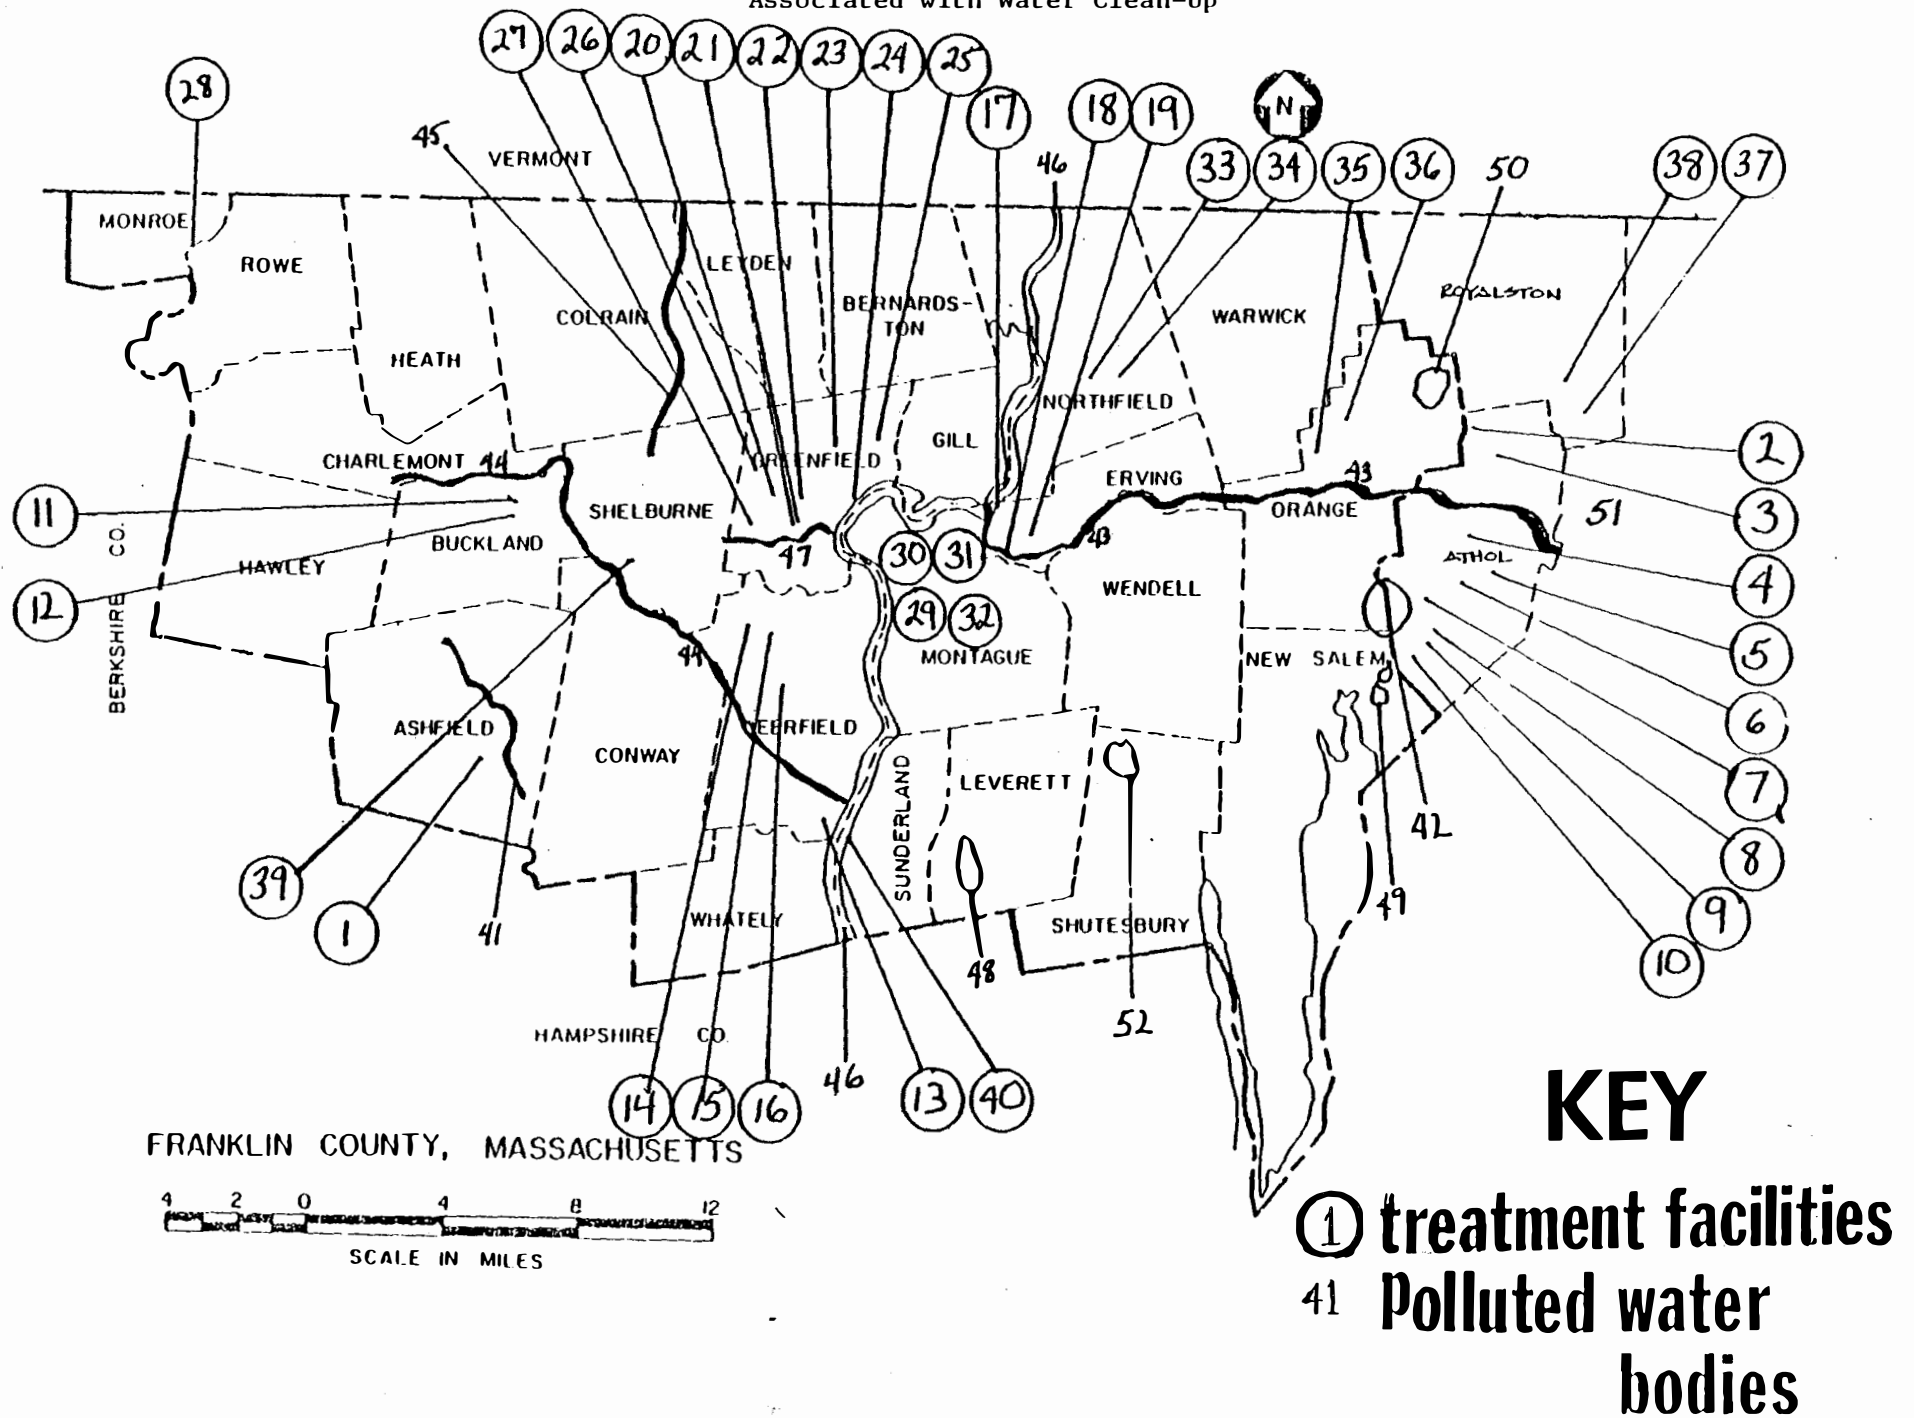 Associated with Water Clean-Up
27 26 20 21 22 23 24 25
28
17 18 19
N
45
VERMONT
46
33 34 35 36
50
38 37
MONROE
ROWE
LEYDEN
ROYALSTON
COLRAIN
BERNARDS-
TON
WARWICK
HEATH
NORTHFIELD
GILL
2
CHARLEMONT
44
GREENFIELD
ERVING
43
11
SHELBURNE
ORANGE
51
3
BUCKLAND
47
30 31
43
ATHOL
HAWLEY
12
29 32
WENDELL
4
BERKSHIRE CO.
44
MONTAGUE
NEW SALEM
5
ASHFIELD
DEERFIELD
6
CONWAY
LEVERETT
7
SUNDERLAND
42
8
39
1
41
WHATELY
SHUTESBURY
49
9
48
10
HAMPSHIRE CO.
52
46
14 15 16
13 40
FRANKLIN COUNTY, MASSACHUSETTS
4 2 0 4 8 12
SCALE IN MILES
KEY
1 treatment facilities
41 Polluted water
bodies